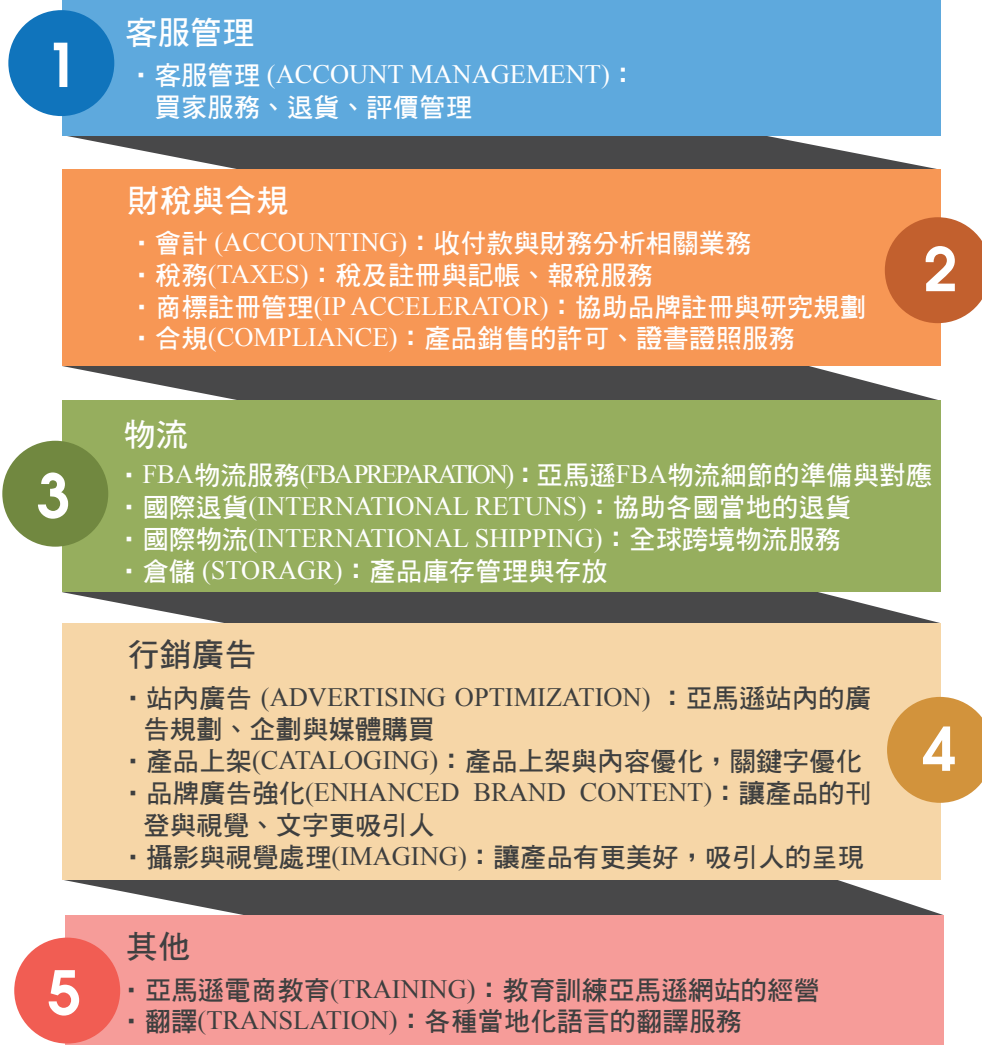 1
客服管理
・客服管理 (ACCOUNT MANAGEMENT)：
買家服務、退貨、評價管理
財稅與合規
・會計 (ACCOUNTING)：收付款與財務分析相關業務
・稅務(TAXES)：稅及註冊與記帳、報稅服務
2
・商標註冊管理(IP ACCELERATOR)：協助品牌註冊與研究規劃
・合規(COMPLIANCE)：產品銷售的許可、證書證照服務
物流
・FBA物流服務(FBA PREPARATION)：亞馬遜FBA物流細節的準備與對應
3
・國際退貨(INTERNATIONAL RETUNS)：協助各國當地的退貨
・國際物流(INTERNATIONAL SHIPPING)：全球跨境物流服務
・倉儲 (STORAGR)：產品庫存管理與存放
行銷廣告
・站內廣告 (ADVERTISING OPTIMIZATION) ：亞馬遜站內的廣
告規劃、企劃與媒體購買
4
・產品上架(CATALOGING)：產品上架與內容優化，關鍵字優化
・品牌廣告強化(ENHANCED BRAND CONTENT)：讓產品的刊
登與視覺、文字更吸引人
・攝影與視覺處理(IMAGING)：讓產品有更美好，吸引人的呈現
其他
5
・亞馬遜電商教育(TRAINING)：教育訓練亞馬遜網站的經營
・翻譯(TRANSLATION)：各種當地化語言的翻譯服務